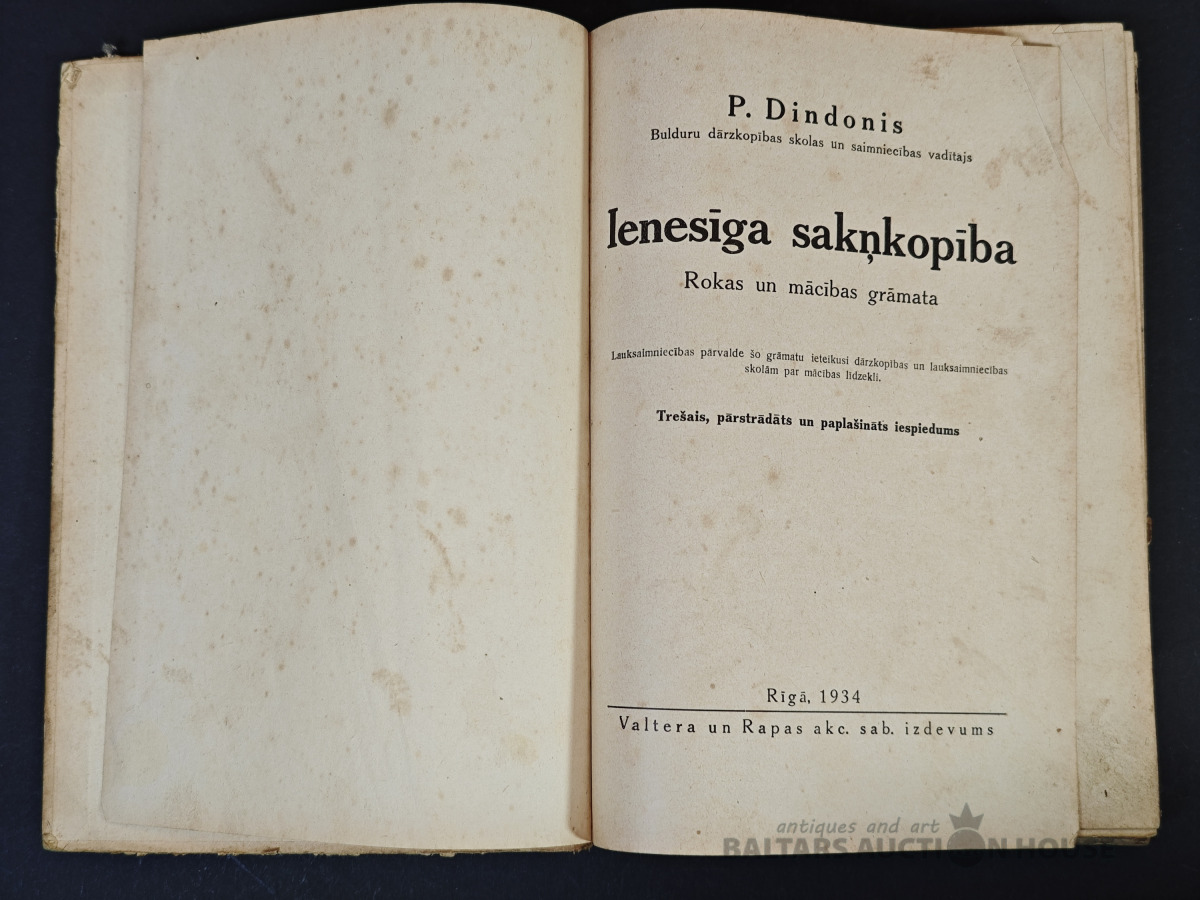 P. Dindonis
Bulduru dārzkopības skolas un saimniecības vadītajs
Ienesīga sakņkopība
Rokas un mācības grāmata
Lauksaimniecības pārvalde šo grāmatu ieteikusi dārzkopības un lauksaimniecības
skolām par mācības līdzekli.
Trešais, pārstrādāts un paplašināts iespiedums
Rīgā, 1934
Valtera un Rapas akc. sab. izdevums
antiques and art
BALTARS AUCTION HOUSE